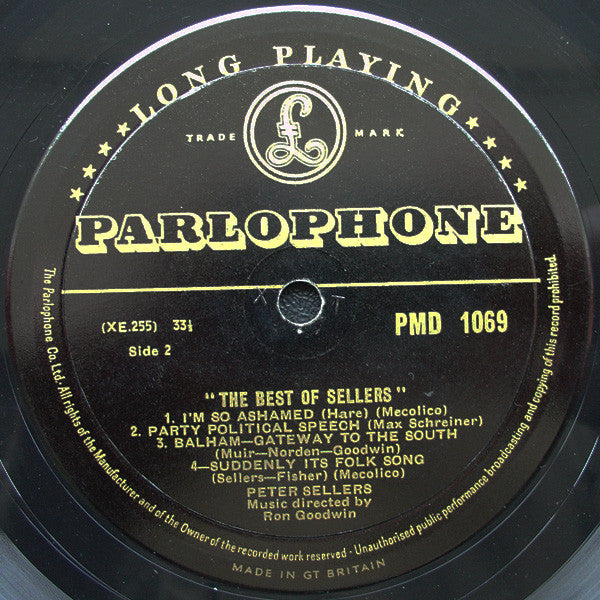 LONG PLAYING
TRADE MARK
£
PARLOPHONE
(XE.255) 33⅓
PMD 1069
Side 2
"THE BEST OF SELLERS"
1. I'M SO ASHAMED (Hare) (Mecolico)
2. PARTY POLITICAL SPEECH (Max Schreiner)
3. BALHAM—GATEWAY TO THE SOUTH
(Muir—Norden—Goodwin)
4—SUDDENLY ITS FOLK SONG
(Sellers—Fisher) (Mecolico)
PETER SELLERS
Music directed by
Ron Goodwin
The Parlophone Co. Ltd. All rights of the Manufacturer and of the Owner of the recorded work reserved · Unauthorised public performance broadcasting and copying of this record prohibited.
MADE IN GT BRITAIN